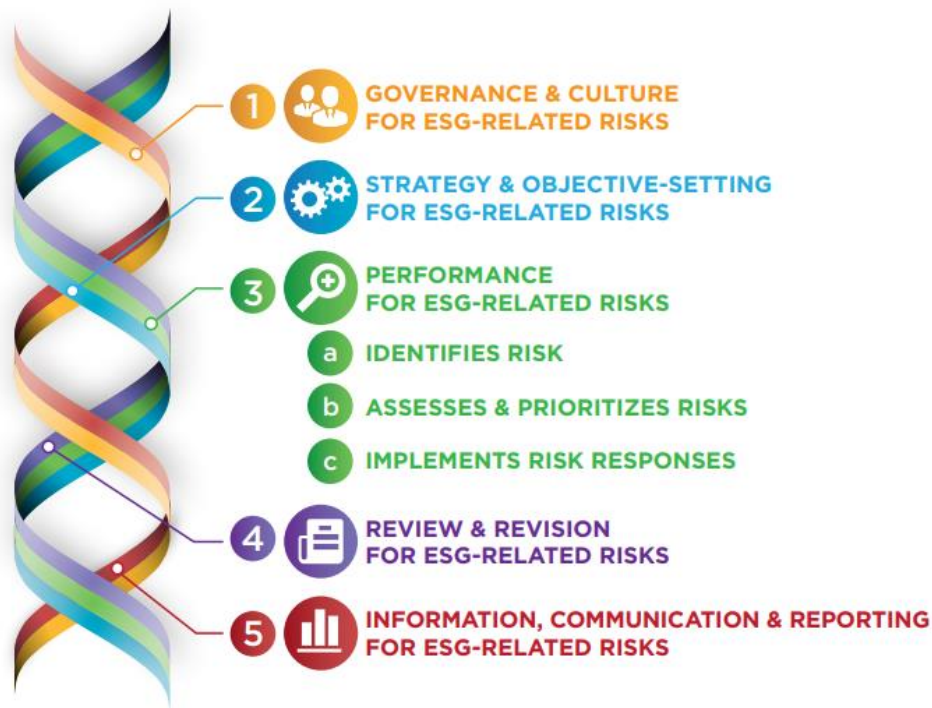 1
GOVERNANCE & CULTURE
FOR ESG-RELATED RISKS
2
STRATEGY & OBJECTIVE-SETTING
FOR ESG-RELATED RISKS
3
PERFORMANCE
FOR ESG-RELATED RISKS
a IDENTIFIES RISK
b ASSESSES & PRIORITIZES RISKS
c IMPLEMENTS RISK RESPONSES
4
REVIEW & REVISION
FOR ESG-RELATED RISKS
5
INFORMATION, COMMUNICATION & REPORTING
FOR ESG-RELATED RISKS